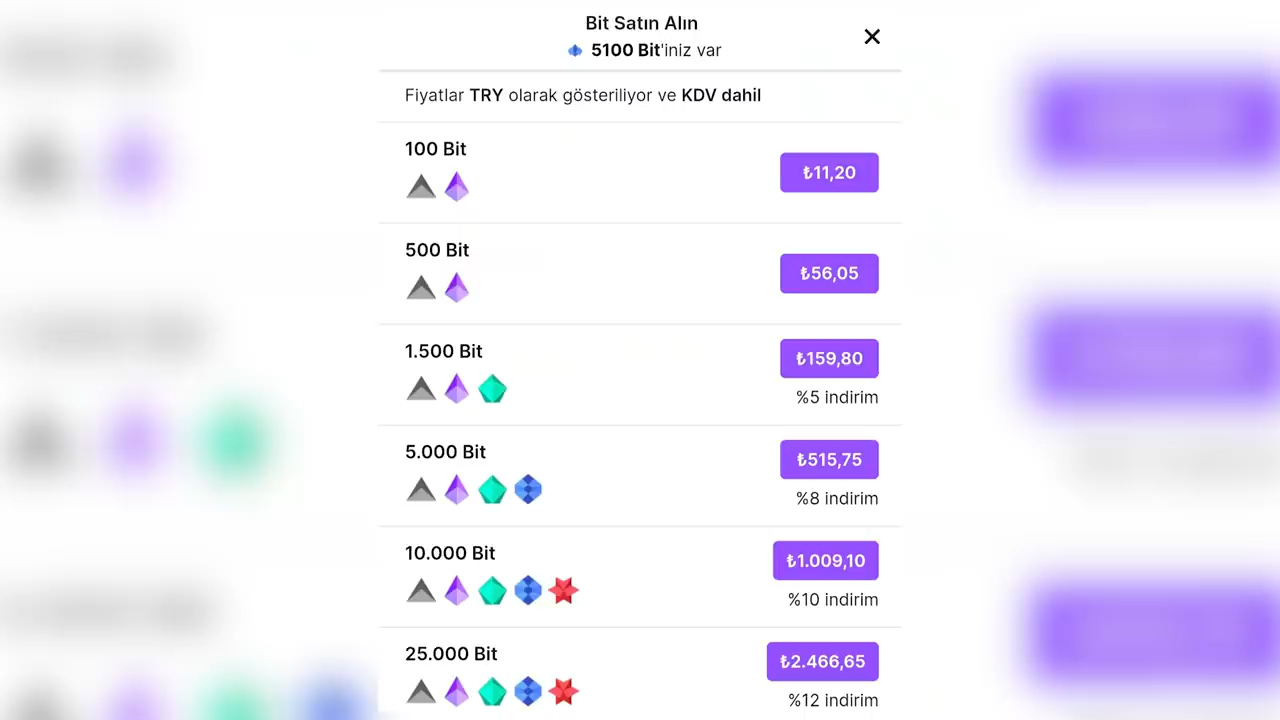 Bit Satın Alın
5100 Bit'iniz var
Fiyatlar TRY olarak gösteriliyor ve KDV dahil
100 Bit
₺11,20
500 Bit
₺56,05
1.500 Bit
₺159,80
%5 indirim
5.000 Bit
₺515,75
%8 indirim
10.000 Bit
₺1.009,10
%10 indirim
25.000 Bit
₺2.466,65
%12 indirim